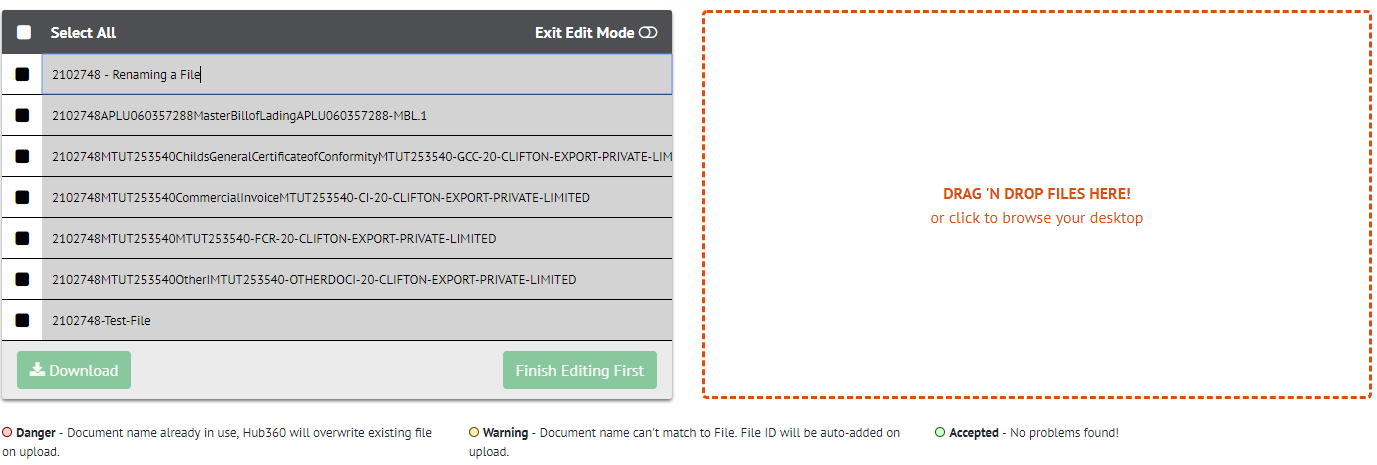 Select All
Exit Edit Mode
2102748 - Renaming a File
2102748APLU060357288MasterBillofLadingAPLU060357288-MBL.1
2102748MTUT253540ChildsGeneralCertificateofConformityMTUT253540-GCC-20-CLIFTON-EXPORT-PRIVATE-LIM
2102748MTUT253540CommercialInvoiceMTUT253540-CI-20-CLIFTON-EXPORT-PRIVATE-LIMITED
2102748MTUT253540MTUT253540-FCR-20-CLIFTON-EXPORT-PRIVATE-LIMITED
2102748MTUT253540OtherIMTUT253540-OTHERDOCI-20-CLIFTON-EXPORT-PRIVATE-LIMITED
2102748-Test-File
Download
Finish Editing First
DRAG 'N DROP FILES HERE!
or click to browse your desktop
Danger - Document name already in use, Hub360 will overwrite existing file
on upload.
Warning - Document name can't match to File. File ID will be auto-added on
upload.
Accepted - No problems found!